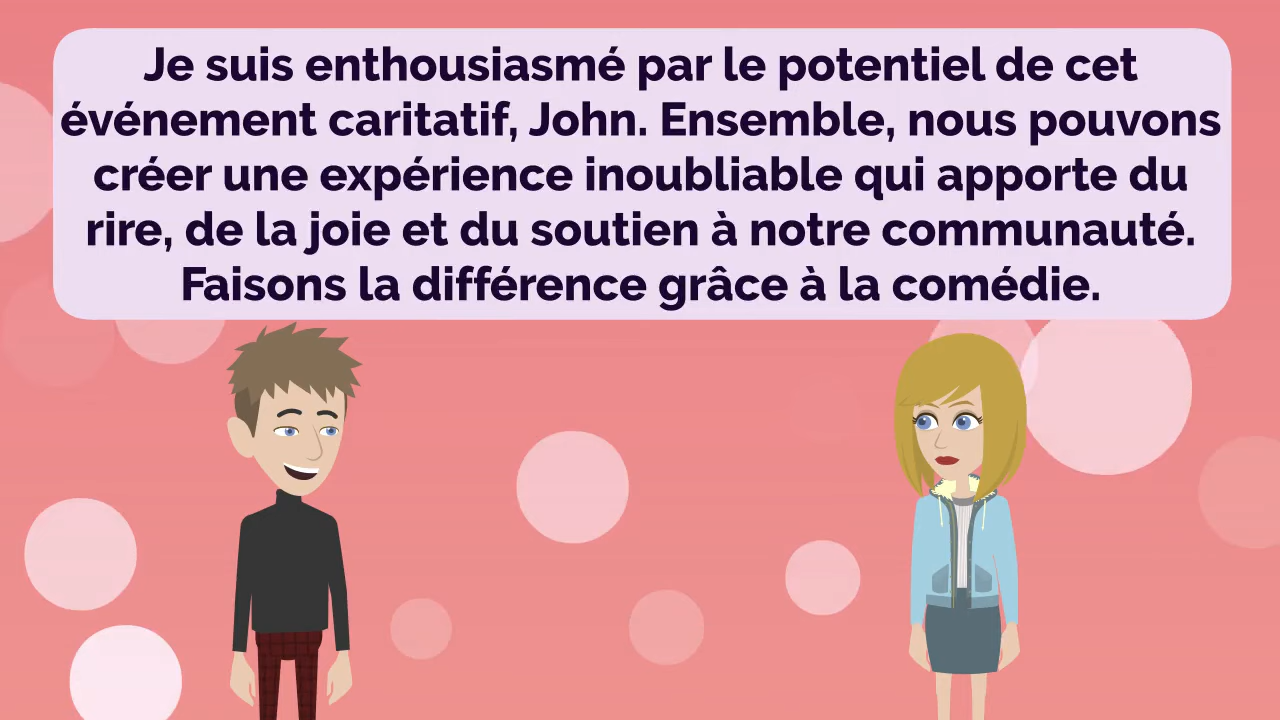 Je suis enthousiasmé par le potentiel de cet
événement caritatif, John. Ensemble, nous pouvons
créer une expérience inoubliable qui apporte du
rire, de la joie et du soutien à notre communauté.
Faisons la différence grâce à la comédie.